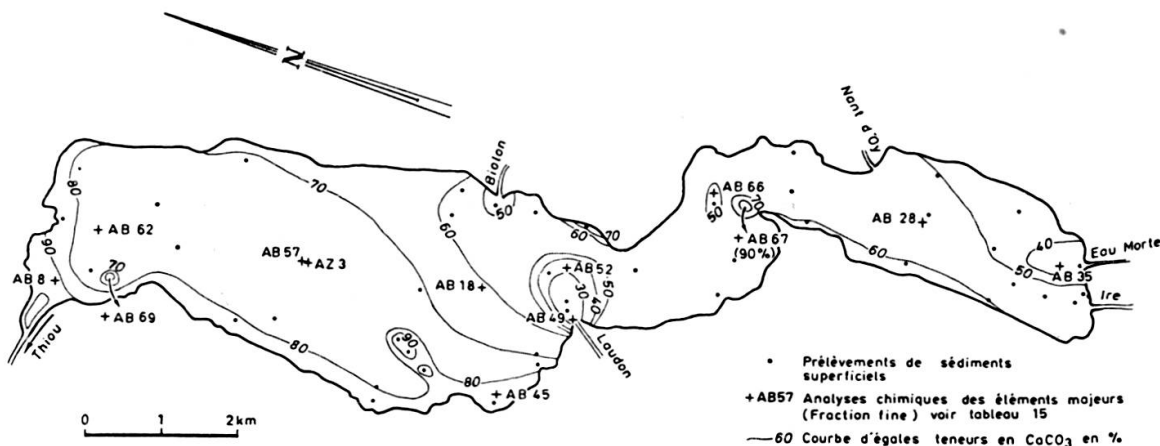 N
Nant d'Oy
Biolon
80
70
60
50
60
70
AB 66
50
70
AB 28
40
Eau Morte
AB 62
AB 57
AZ 3
AB 67
(90%)
60
50
AB 35
90
AB 8
70
AB 18
AB 52
50
30
40
Ire
AB 69
AB 49
Laudon
Thiou
80
90
80
AB 45
0 1 2 km
Prélèvements de sédiments
superficiels
+AB57 Analyses chimiques des éléments majeurs
(Fraction fine) voir tableau 15
60 Courbe d'égales teneurs en CaCO3 en %